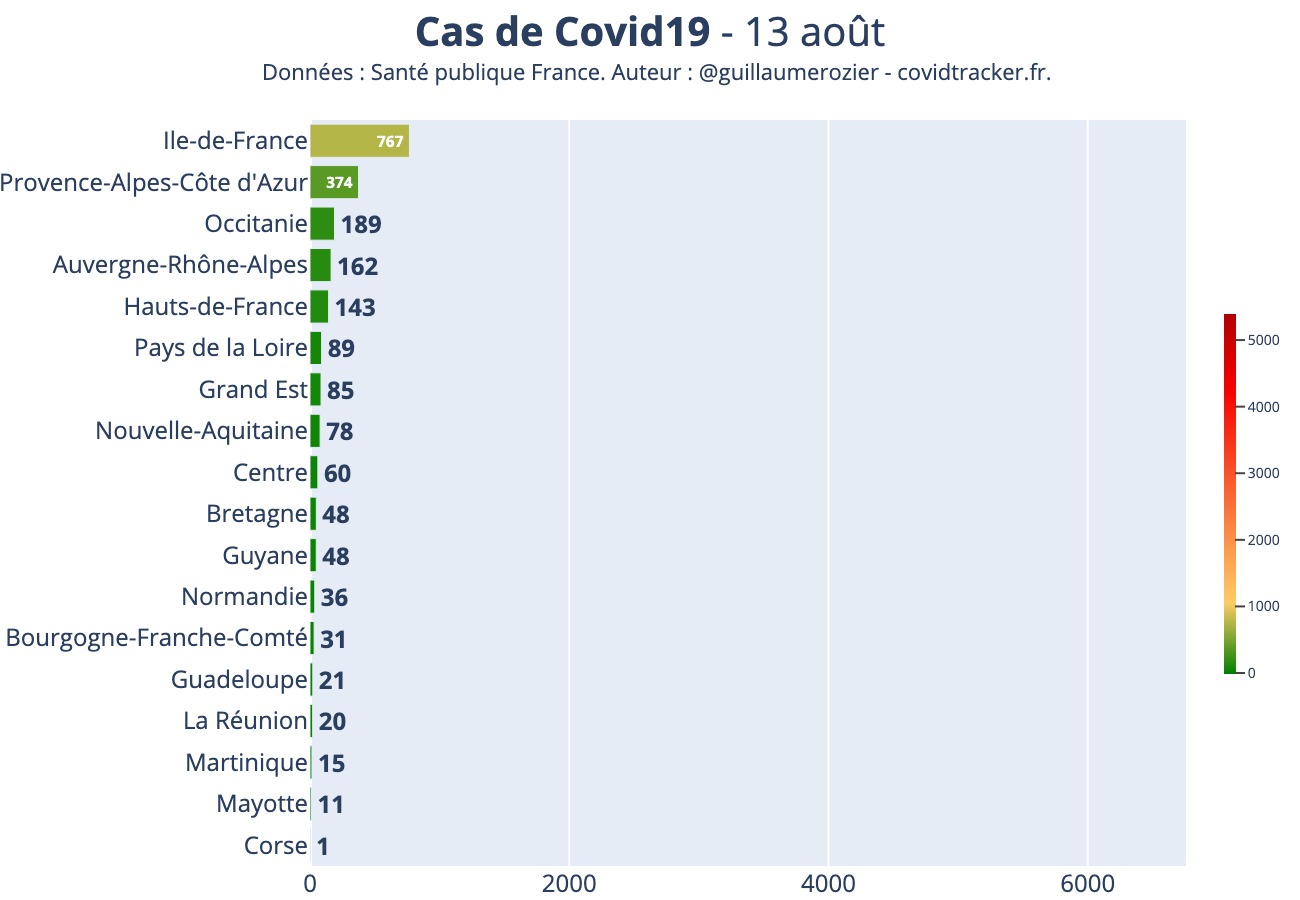 Cas de Covid19 - 13 août
Données : Santé publique France. Auteur : @guillaumerozier - covidtracker.fr.
Ile-de-France 767
Provence-Alpes-Côte d'Azur 374
Occitanie 189
Auvergne-Rhône-Alpes 162
Hauts-de-France 143
Pays de la Loire 89
Grand Est 85
Nouvelle-Aquitaine 78
Centre 60
Bretagne 48
Guyane 48
Normandie 36
Bourgogne-Franche-Comté 31
Guadeloupe 21
La Réunion 20
Martinique 15
Mayotte 11
Corse 1
0 2000 4000 6000
5000
4000
3000
2000
1000
0